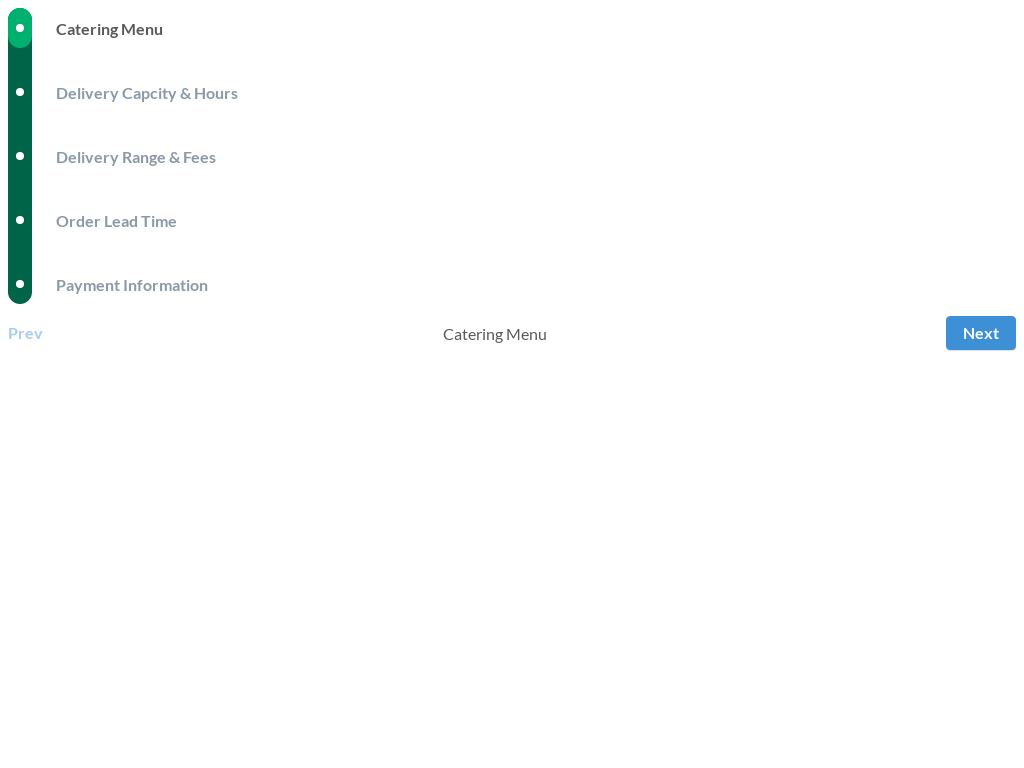 Catering Menu
Delivery Capcity & Hours
Delivery Range & Fees
Order Lead Time
Payment Information
Prev Catering Menu Next